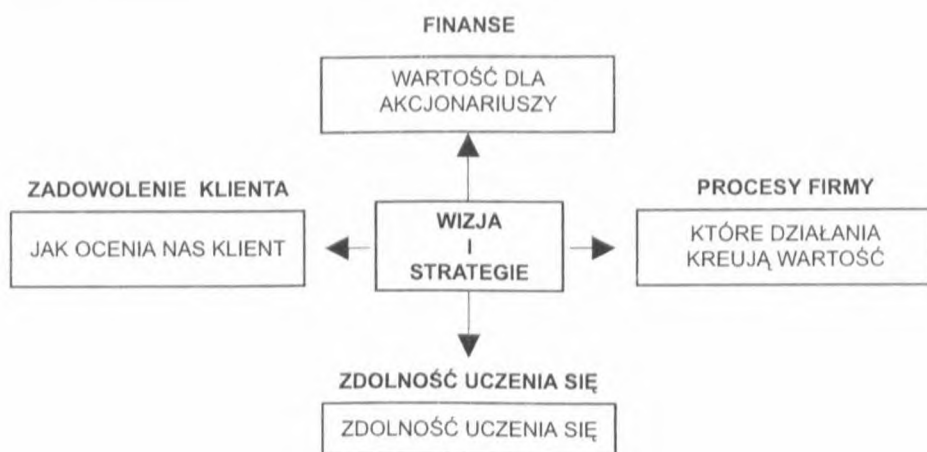 FINANSE
WARTOŚĆ DLA
AKCJONARIUSZY
ZADOWOLENIE KLIENTA
JAK OCENIA NAS KLIENT
WIZJA
I
STRATEGIE
PROCESY FIRMY
KTÓRE DZIAŁANIA
KREUJĄ WARTOŚĆ
ZDOLNOŚĆ UCZENIA SIĘ
ZDOLNOŚĆ UCZENIA SIĘ